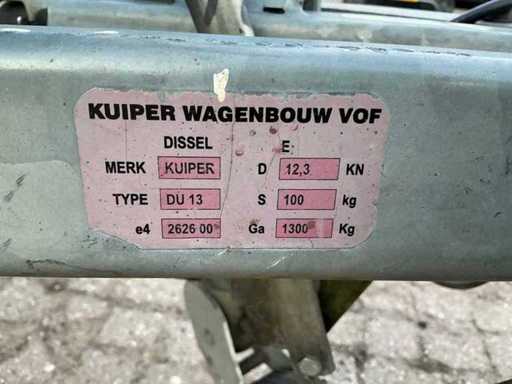 KUIPER WAGENBOUW VOF
DISSEL E
MERK KUIPER D 12,3 KN
TYPE DU 13 S 100 kg
e4 2626 00 Ga 1300 Kg